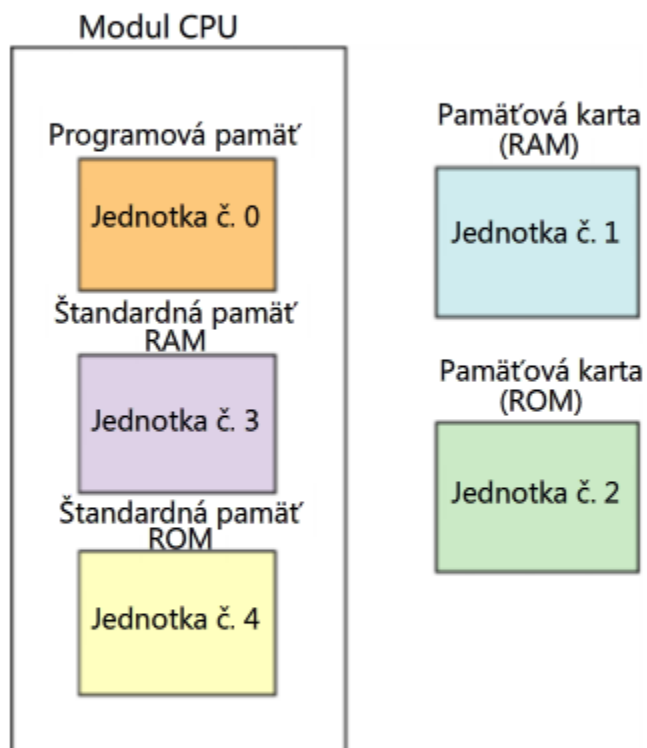 Modul CPU
Programová pamäť
Jednotka č. 0
Štandardná pamäť
RAM
Jednotka č. 3
Štandardná pamäť
ROM
Jednotka č. 4
Pamäťová karta
(RAM)
Jednotka č. 1
Pamäťová karta
(ROM)
Jednotka č. 2